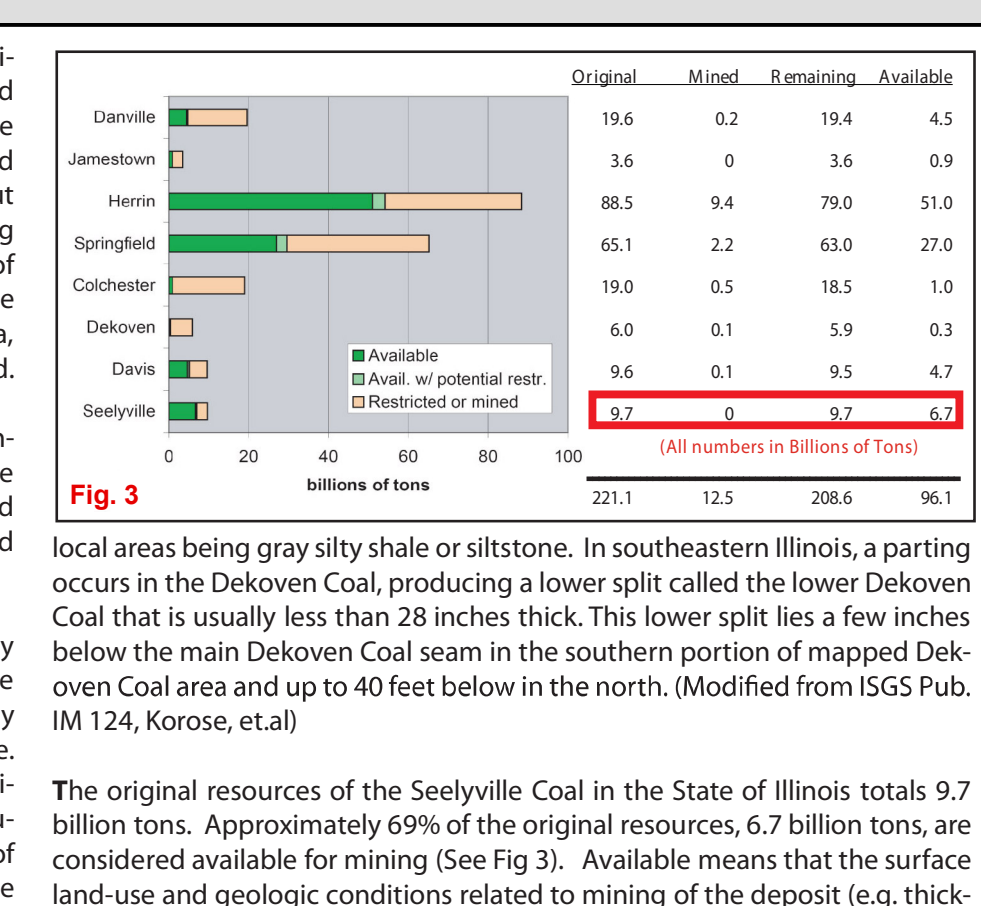 Original Mined Remaining Available
Danville 19.6 0.2 19.4 4.5
Jamestown 3.6 0 3.6 0.9
Herrin 88.5 9.4 79.0 51.0
Springfield 65.1 2.2 63.0 27.0
Colchester 19.0 0.5 18.5 1.0
Dekoven 6.0 0.1 5.9 0.3
Available
Davis 9.6 0.1 9.5 4.7
Avail. w/ potential restr.
Restricted or mined
Seelyville 9.7 0 9.7 6.7
(All numbers in Billions of Tons)
0 20 40 60 80 100
billions of tons
Fig. 3
221.1 12.5 208.6 96.1
local areas being gray silty shale or siltstone. In southeastern Illinois, a parting
occurs in the Dekoven Coal, producing a lower split called the lower Dekoven
Coal that is usually less than 28 inches thick. This lower split lies a few inches
below the main Dekoven Coal seam in the southern portion of mapped Dek-
oven Coal area and up to 40 feet below in the north. (Modified from ISGS Pub.
IM 124, Korose, et.al)
The original resources of the Seelyville Coal in the State of Illinois totals 9.7
billion tons. Approximately 69% of the original resources, 6.7 billion tons, are
considered available for mining (See Fig 3). Available means that the surface
land-use and geologic conditions related to mining of the deposit (e.g. thick-